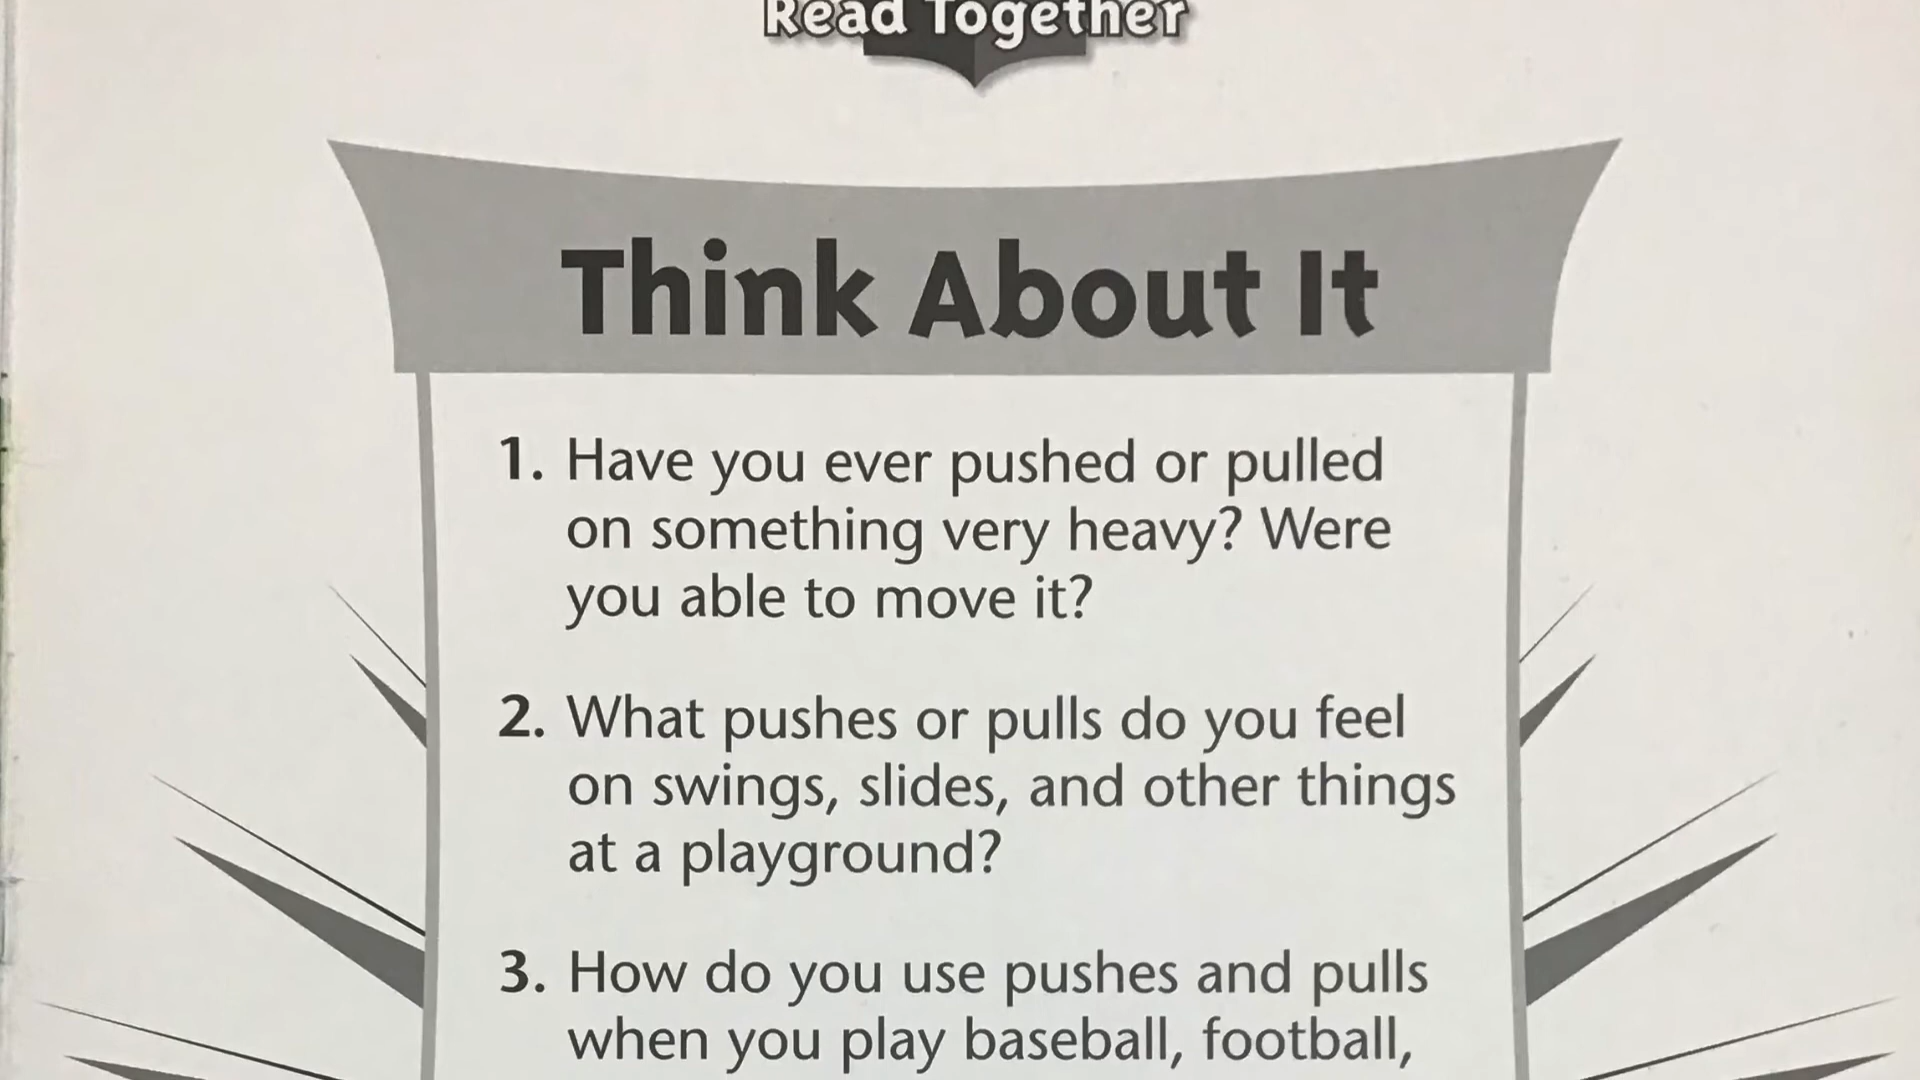 Read Together
Think About It
1. Have you ever pushed or pulled
on something very heavy? Were
you able to move it?
2. What pushes or pulls do you feel
on swings, slides, and other things
at a playground?
3. How do you use pushes and pulls
when you play baseball, football,